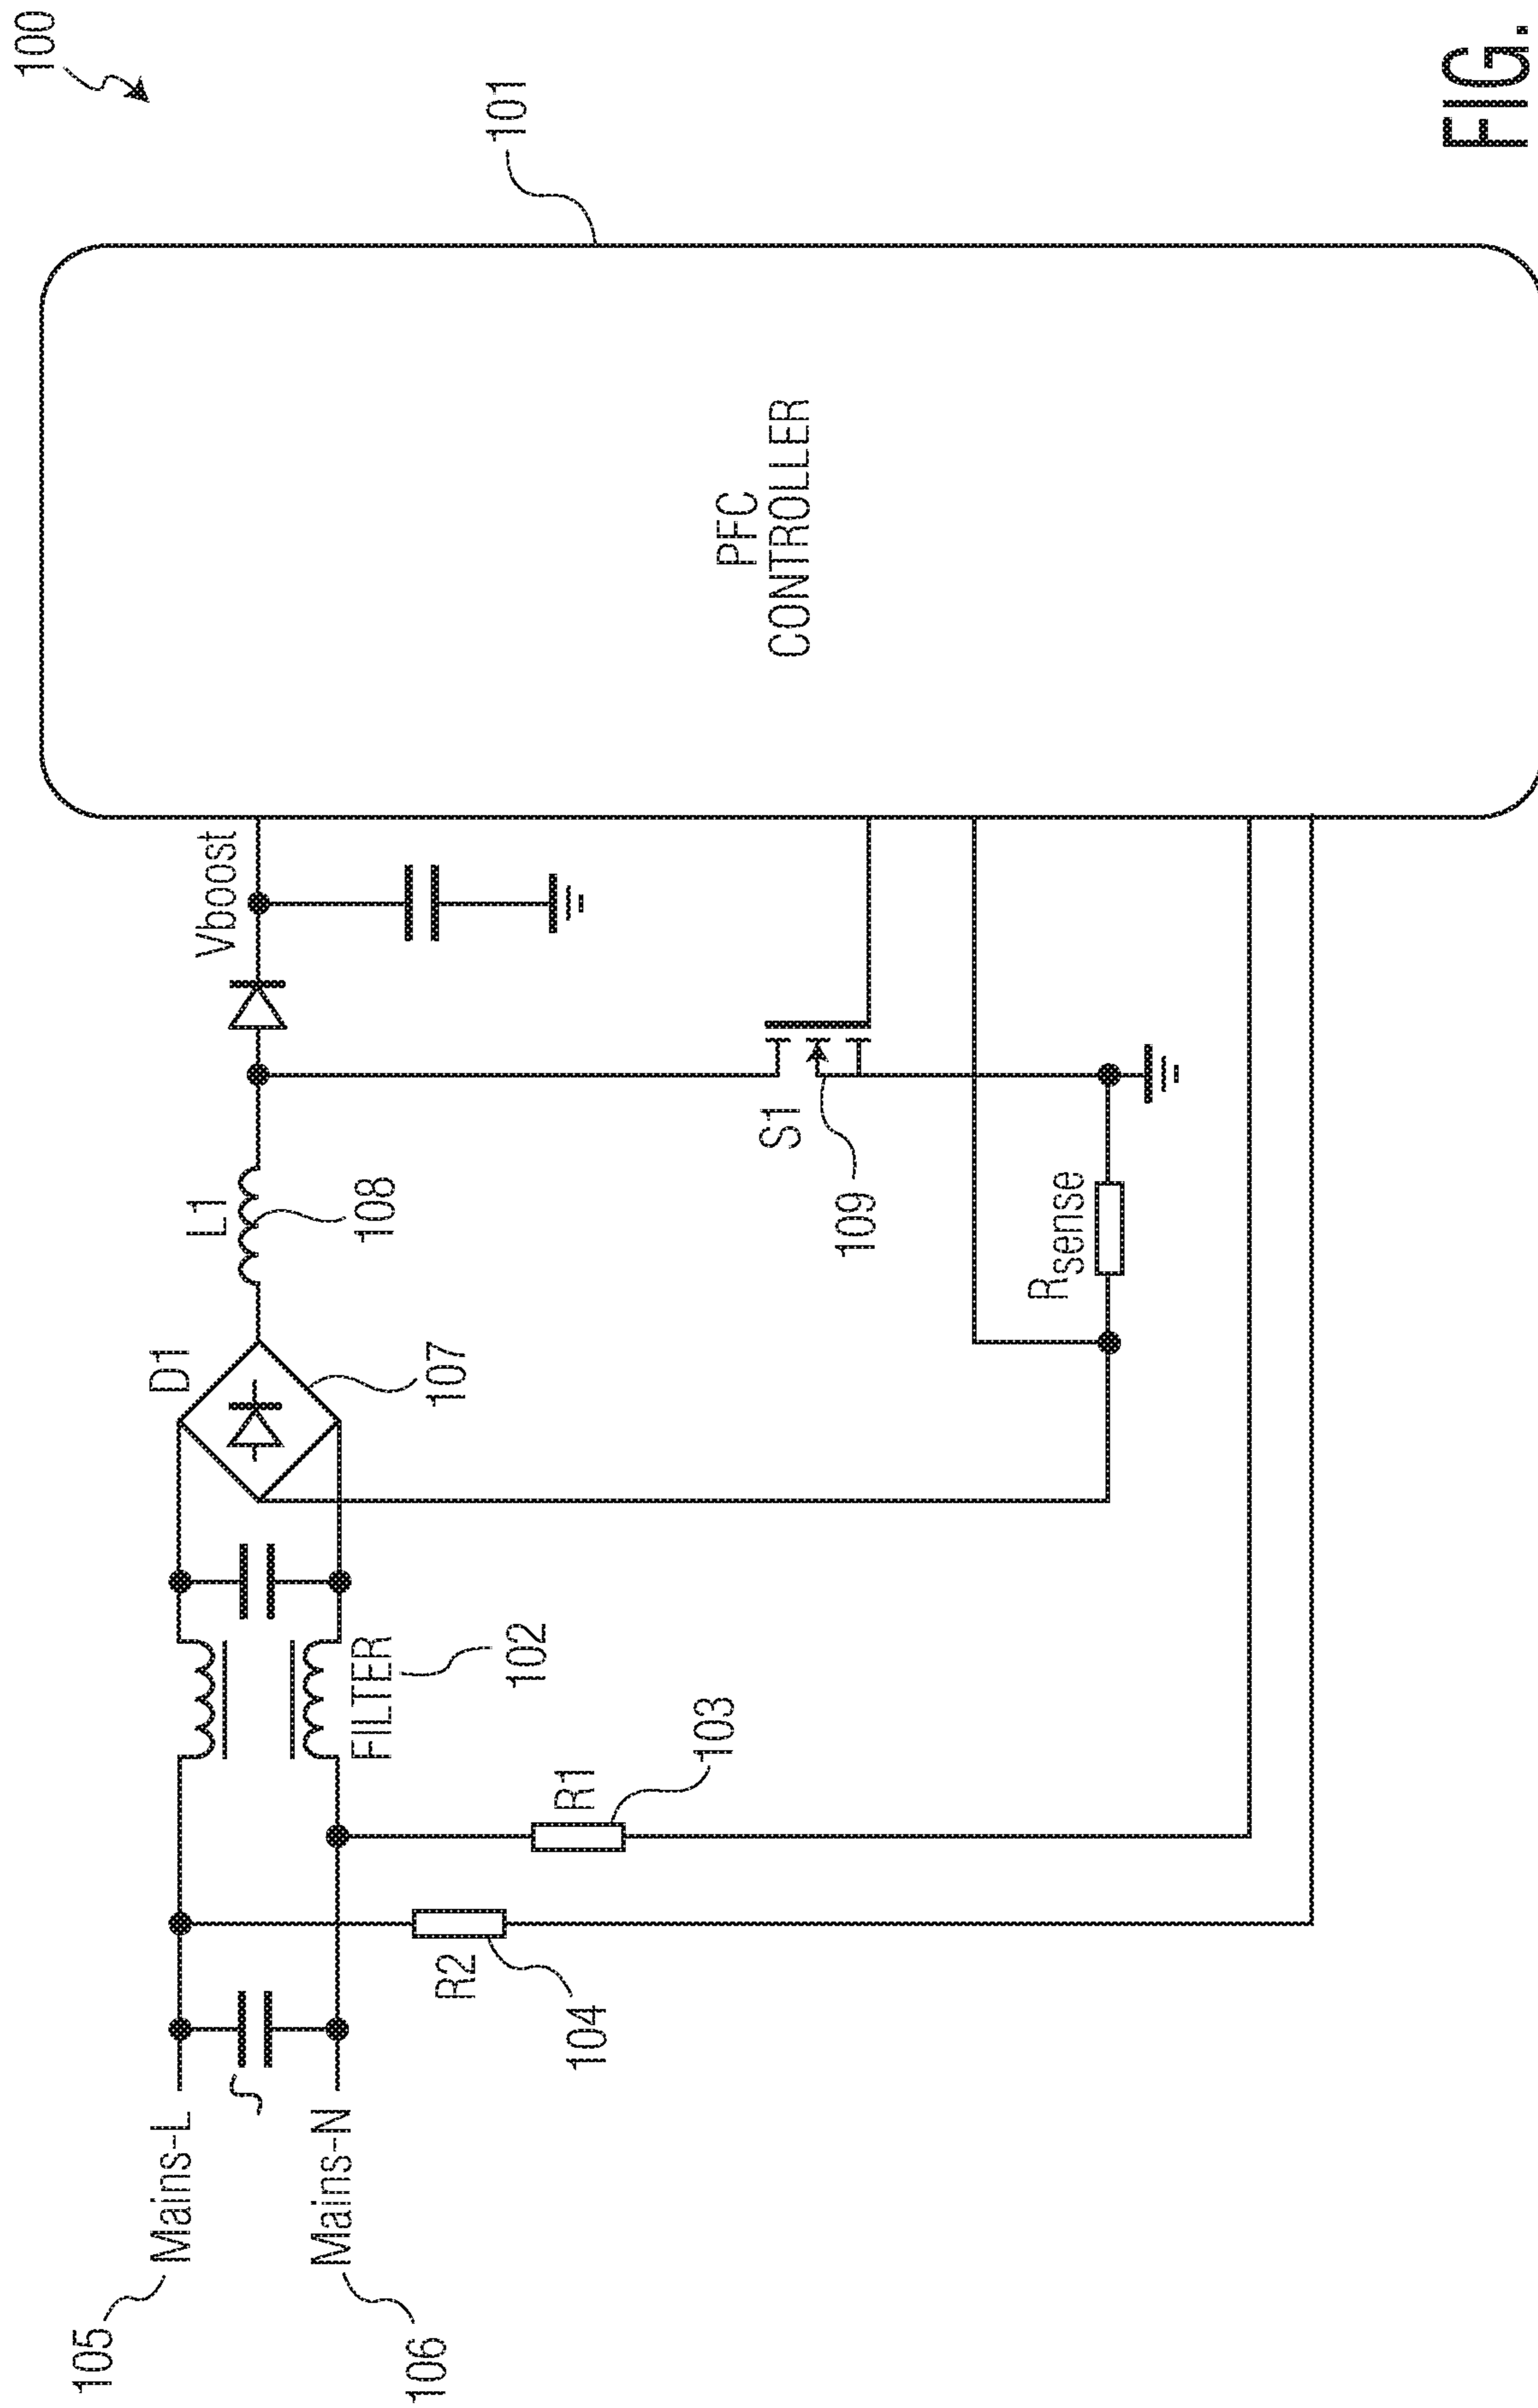 100
101
PFC
CONTROLLER
Vboost
L1
108
S1
109
Rsense
D1
107
FILTER
102
R1
103
R2
104
Mains-L
105
Mains-N
106
FIG.